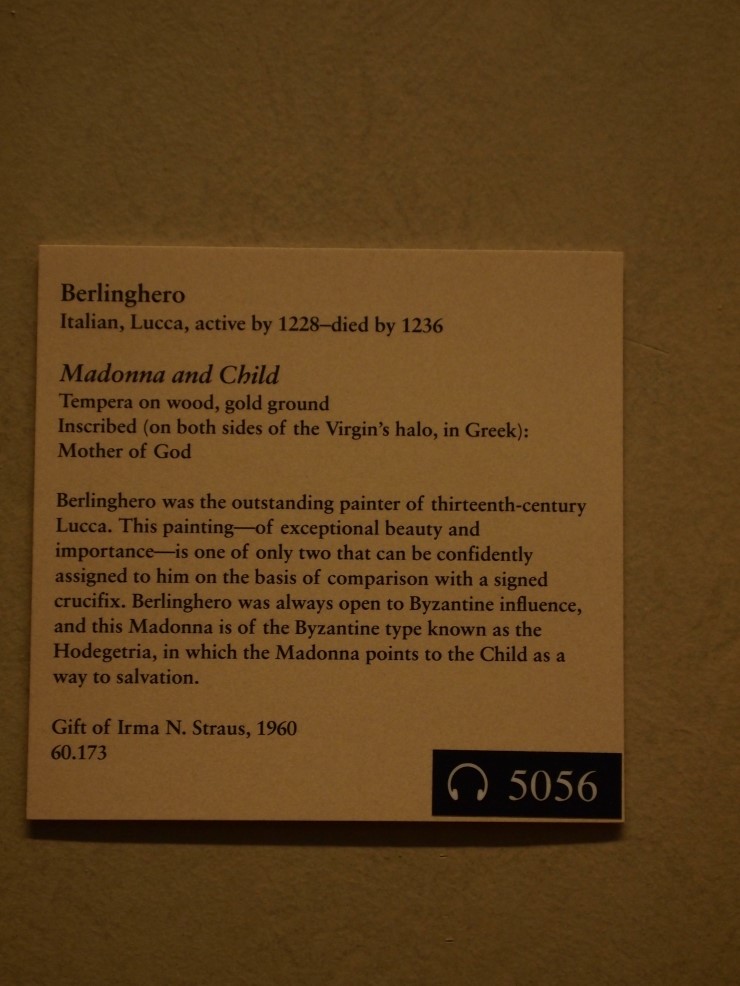 Berlinghero
Italian, Lucca, active by 1228–died by 1236
Madonna and Child
Tempera on wood, gold ground
Inscribed (on both sides of the Virgin's halo, in Greek):
Mother of God
Berlinghero was the outstanding painter of thirteenth-century
Lucca. This painting—of exceptional beauty and
importance—is one of only two that can be confidently
assigned to him on the basis of comparison with a signed
crucifix. Berlinghero was always open to Byzantine influence,
and this Madonna is of the Byzantine type known as the
Hodegetria, in which the Madonna points to the Child as a
way to salvation.
Gift of Irma N. Straus, 1960
60.173
5056